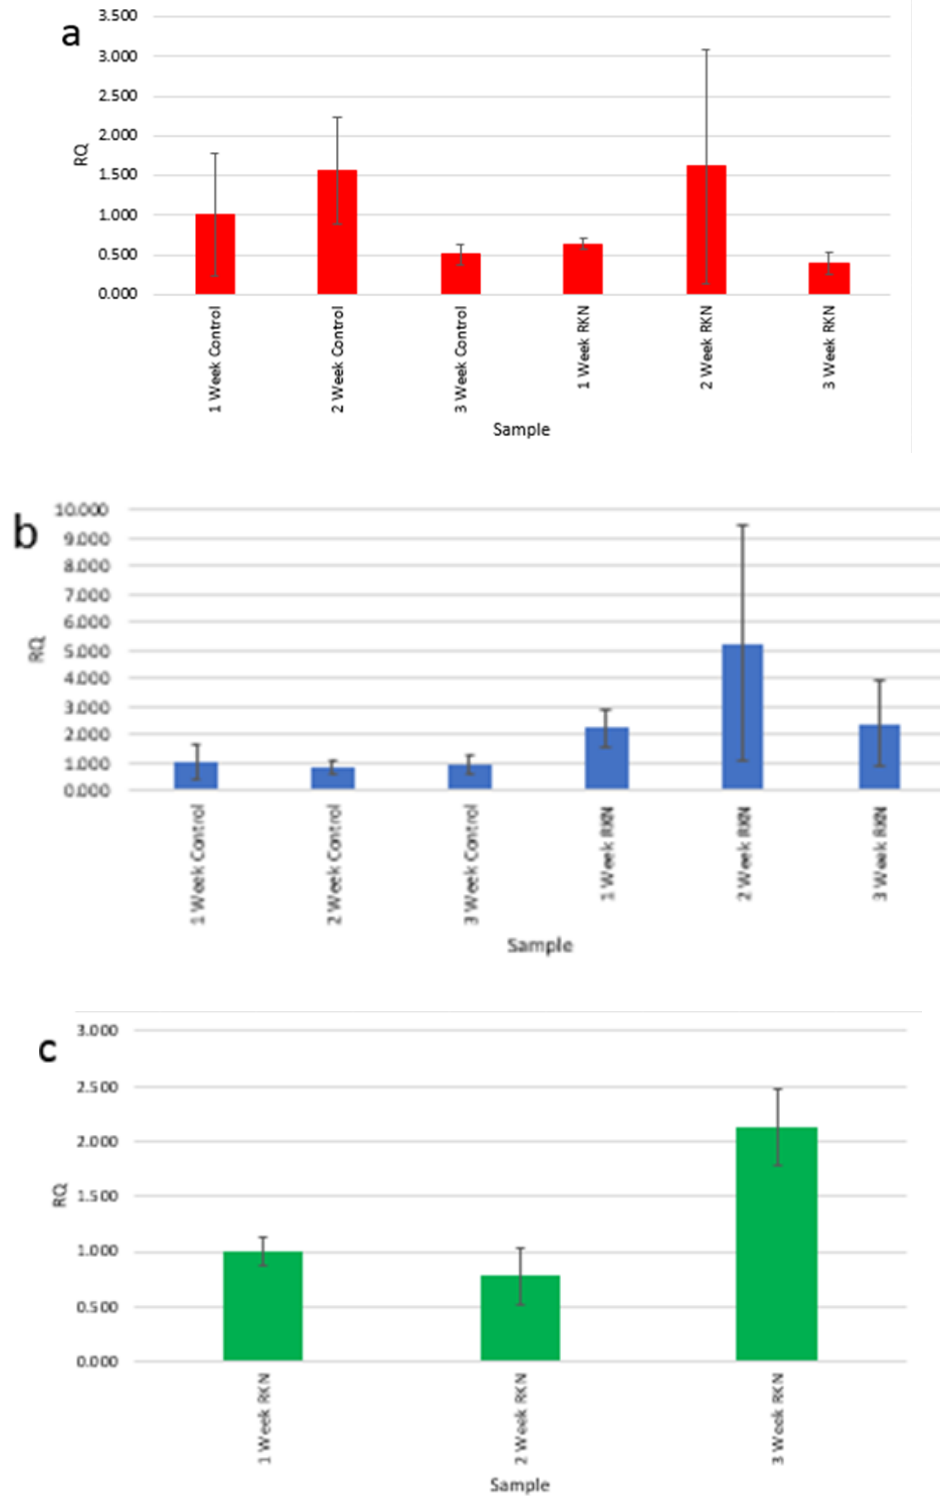 a
3.500
3.000
2.500
2.000
1.500
1.000
0.500
0.000
RQ
1 Week Control
2 Week Control
3 Week Control
1 Week RKN
2 Week RKN
3 Week RKN
Sample
b
10.000
9.000
8.000
7.000
6.000
5.000
4.000
3.000
2.000
1.000
0.000
RQ
1 Week Control
2 Week Control
3 Week Control
1 Week RKN
2 Week RKN
3 Week RKN
Sample
c
3.000
2.500
2.000
1.500
1.000
0.500
0.000
RQ
1 Week RKN
2 Week RKN
3 Week RKN
Sample